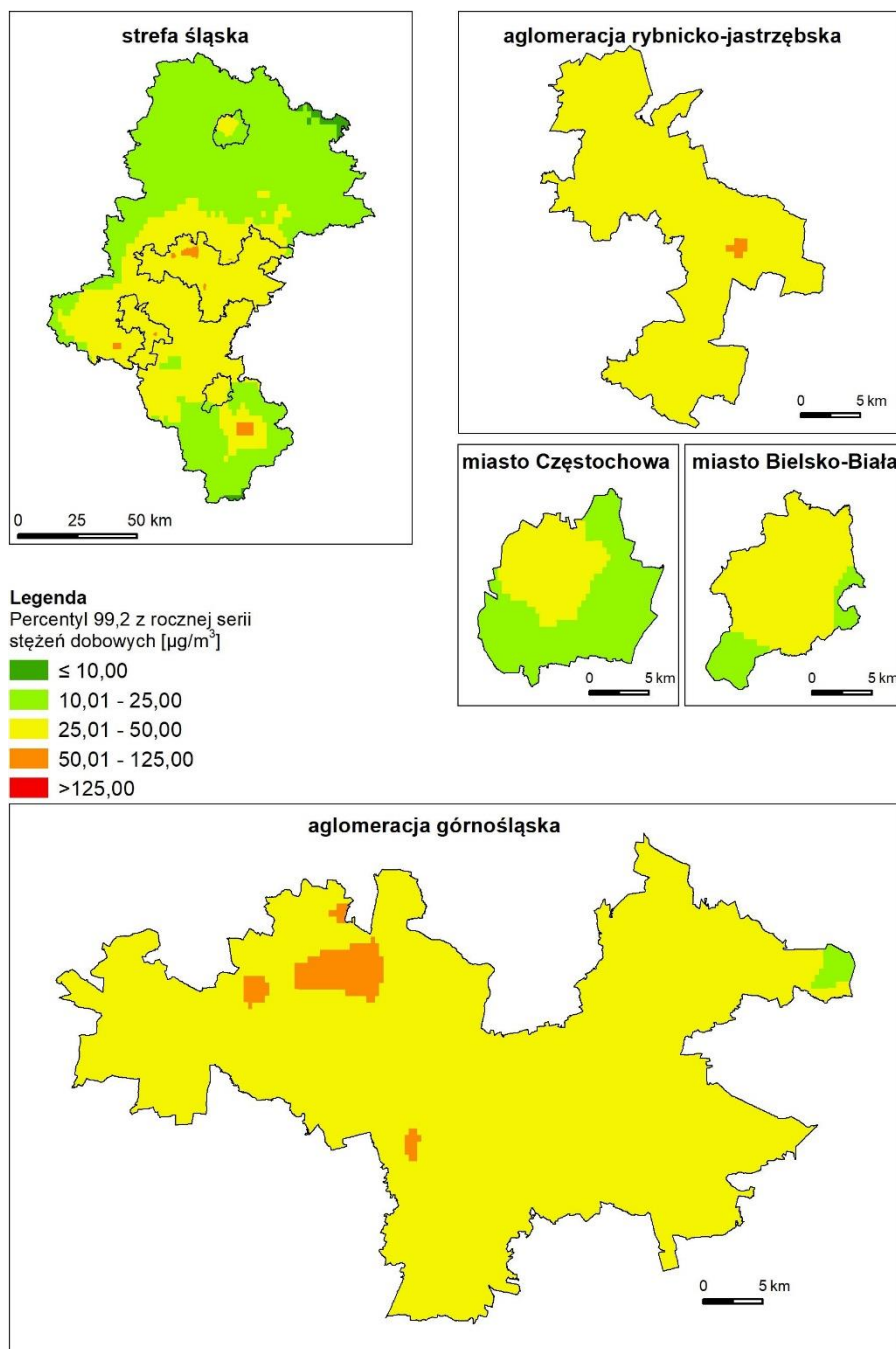 strefa śląska
0 25 50 km
aglomeracja rybnicko-jastrzębska
0 5 km
miasto Częstochowa
0 5 km
miasto Bielsko-Biała
0 5 km
Legenda
Percentyl 99,2 z rocznej serii
stężeń dobowych [µg/m³]
≤ 10,00
10,01 - 25,00
25,01 - 50,00
50,01 - 125,00
>125,00
aglomeracja górnośląska
0 5 km